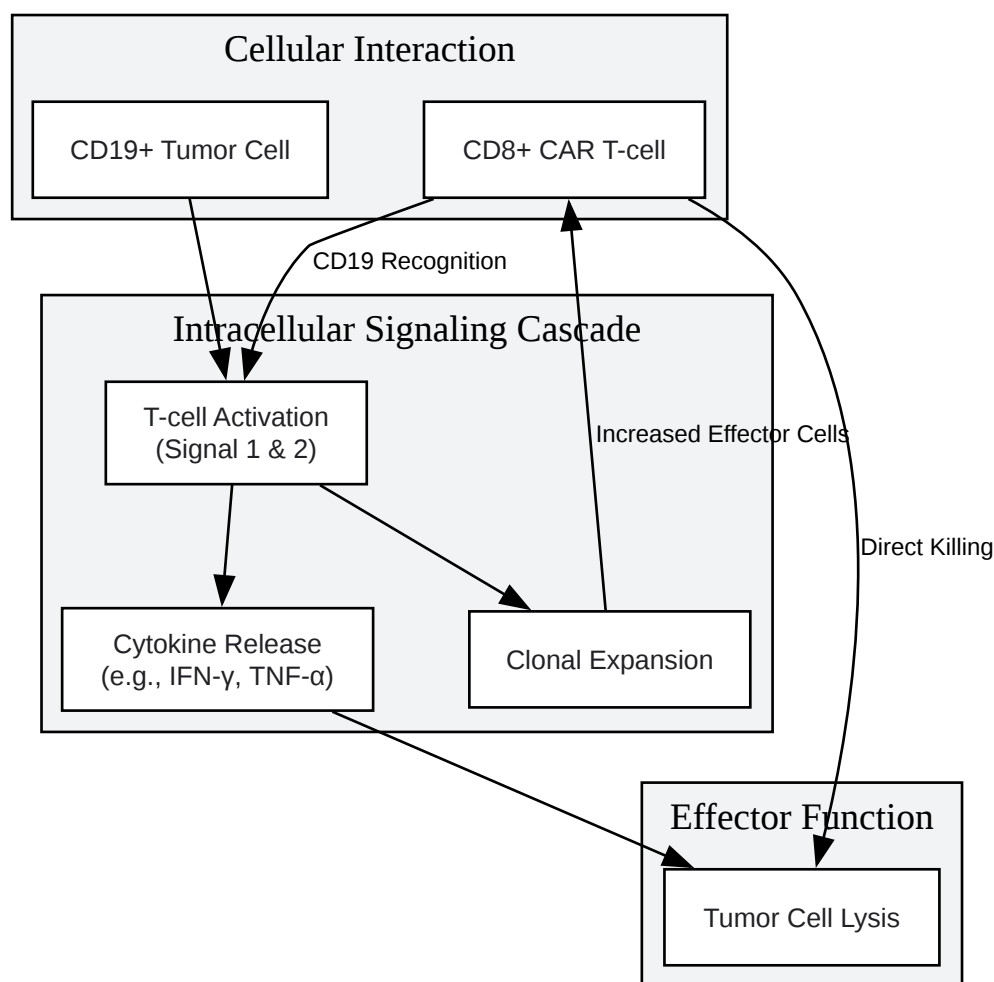 Cellular Interaction
CD19+ Tumor Cell
CD8+ CAR T-cell
CD19 Recognition
Intracellular Signaling Cascade
T-cell Activation
(Signal 1 & 2)
Increased Effector Cells
Direct Killing
Cytokine Release
(e.g., IFN-γ, TNF-α)
Clonal Expansion
Effector Function
Tumor Cell Lysis